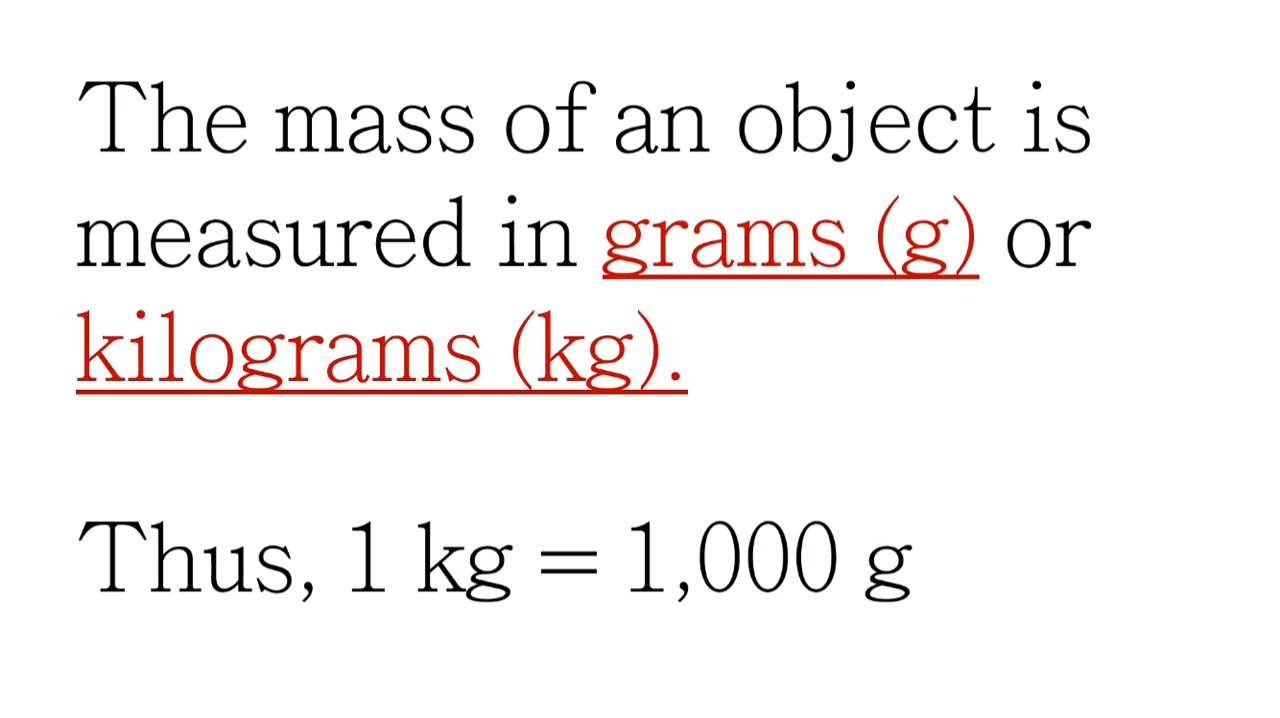 The mass of an object is
measured in grams (g) or
kilograms (kg).
Thus, 1 kg = 1,000 g